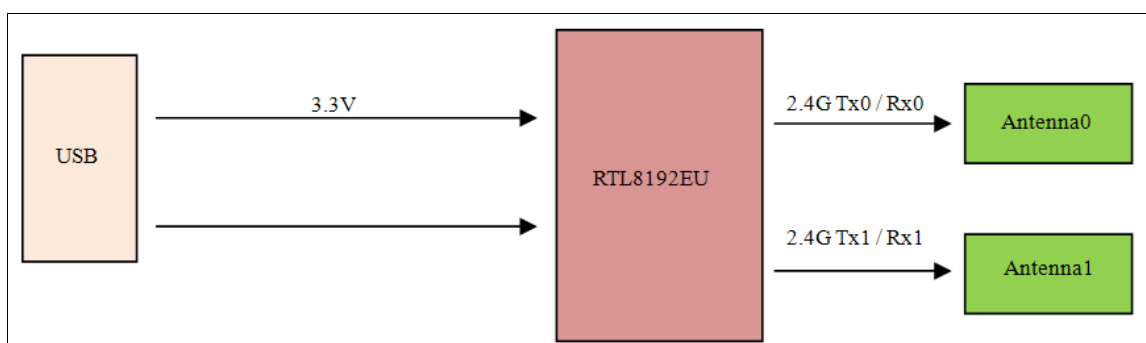 USB
3.3V
RTL8192EU
2.4G Tx0 / Rx0
Antenna0
2.4G Tx1 / Rx1
Antenna1